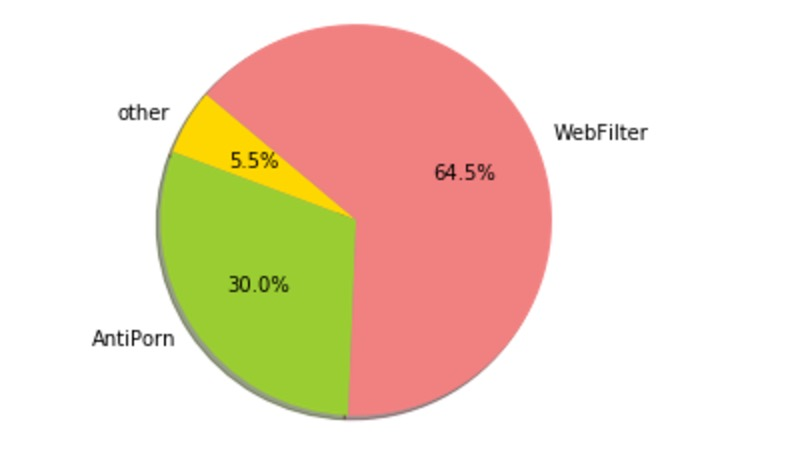 other
WebFilter
5.5%
64.5%
30.0%
AntiPorn